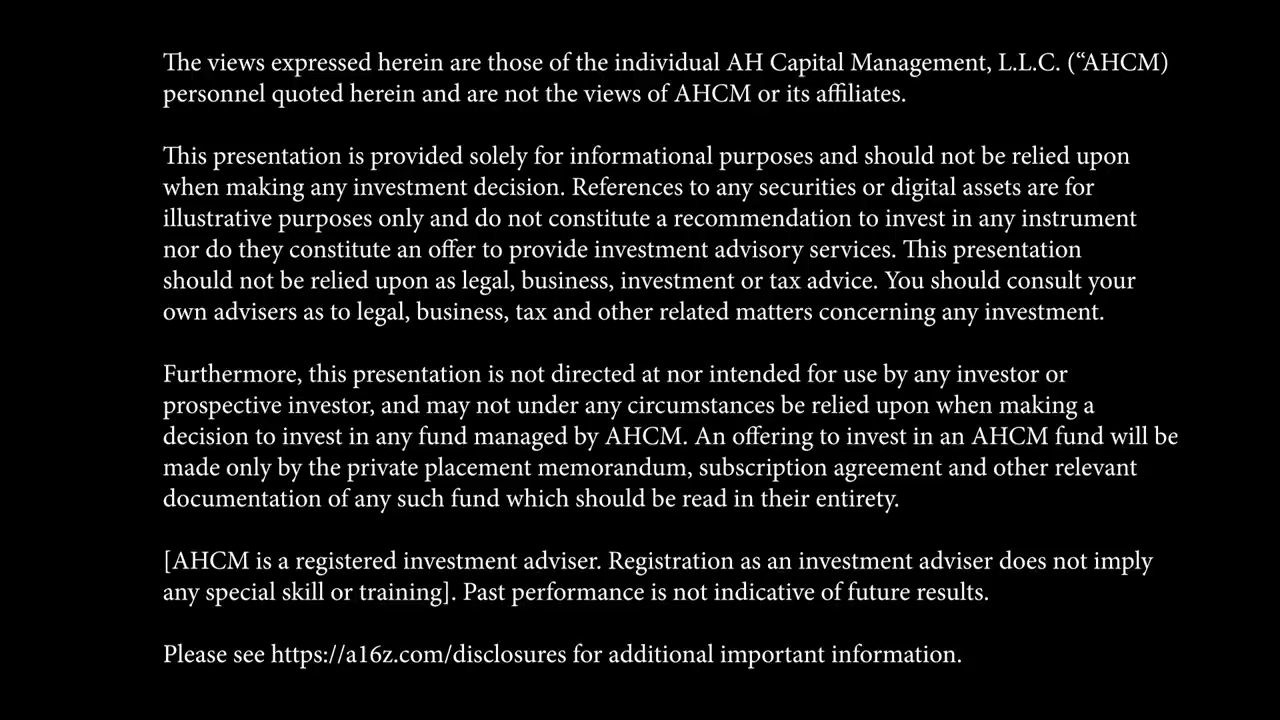 The views expressed herein are those of the individual AH Capital Management, L.L.C. (“AHCM)
personnel quoted herein and are not the views of AHCM or its affiliates.
This presentation is provided solely for informational purposes and should not be relied upon
when making any investment decision. References to any securities or digital assets are for
illustrative purposes only and do not constitute a recommendation to invest in any instrument
nor do they constitute an offer to provide investment advisory services. This presentation
should not be relied upon as legal, business, investment or tax advice. You should consult your
own advisers as to legal, business, tax and other related matters concerning any investment.
Furthermore, this presentation is not directed at nor intended for use by any investor or
prospective investor, and may not under any circumstances be relied upon when making a
decision to invest in any fund managed by AHCM. An offering to invest in an AHCM fund will be
made only by the private placement memorandum, subscription agreement and other relevant
documentation of any such fund which should be read in their entirety.
[AHCM is a registered investment adviser. Registration as an investment adviser does not imply
any special skill or training]. Past performance is not indicative of future results.
Please see https://a16z.com/disclosures for additional important information.